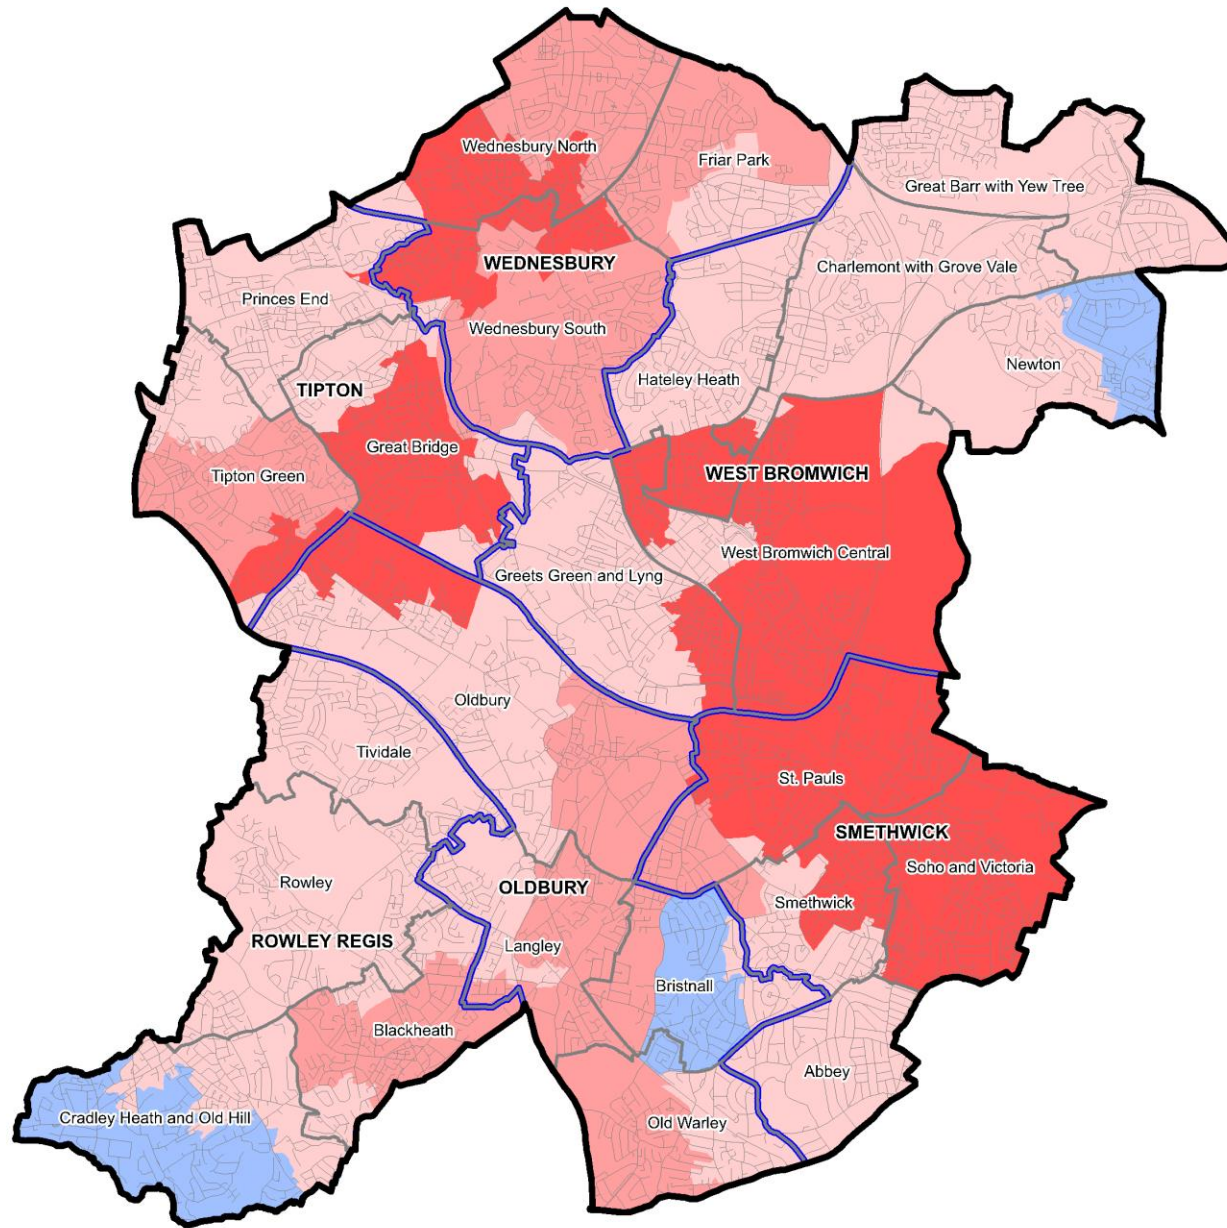 Wednesbury North
Friar Park
Great Barr with Yew Tree
WEDNESBURY
Charlemont with Grove Vale
Princes End
Wednesbury South
Newton
Hateley Heath
TIPTON
Great Bridge
Tipton Green
WEST BROMWICH
West Bromwich Central
Greets Green and Lyng
Oldbury
Tividale
St. Pauls
SMETHWICK
Soho and Victoria
Rowley
OLDBURY
Smethwick
ROWLEY REGIS
Langley
Bristnall
Blackheath
Abbey
Cradley Heath and Old Hill
Old Warley